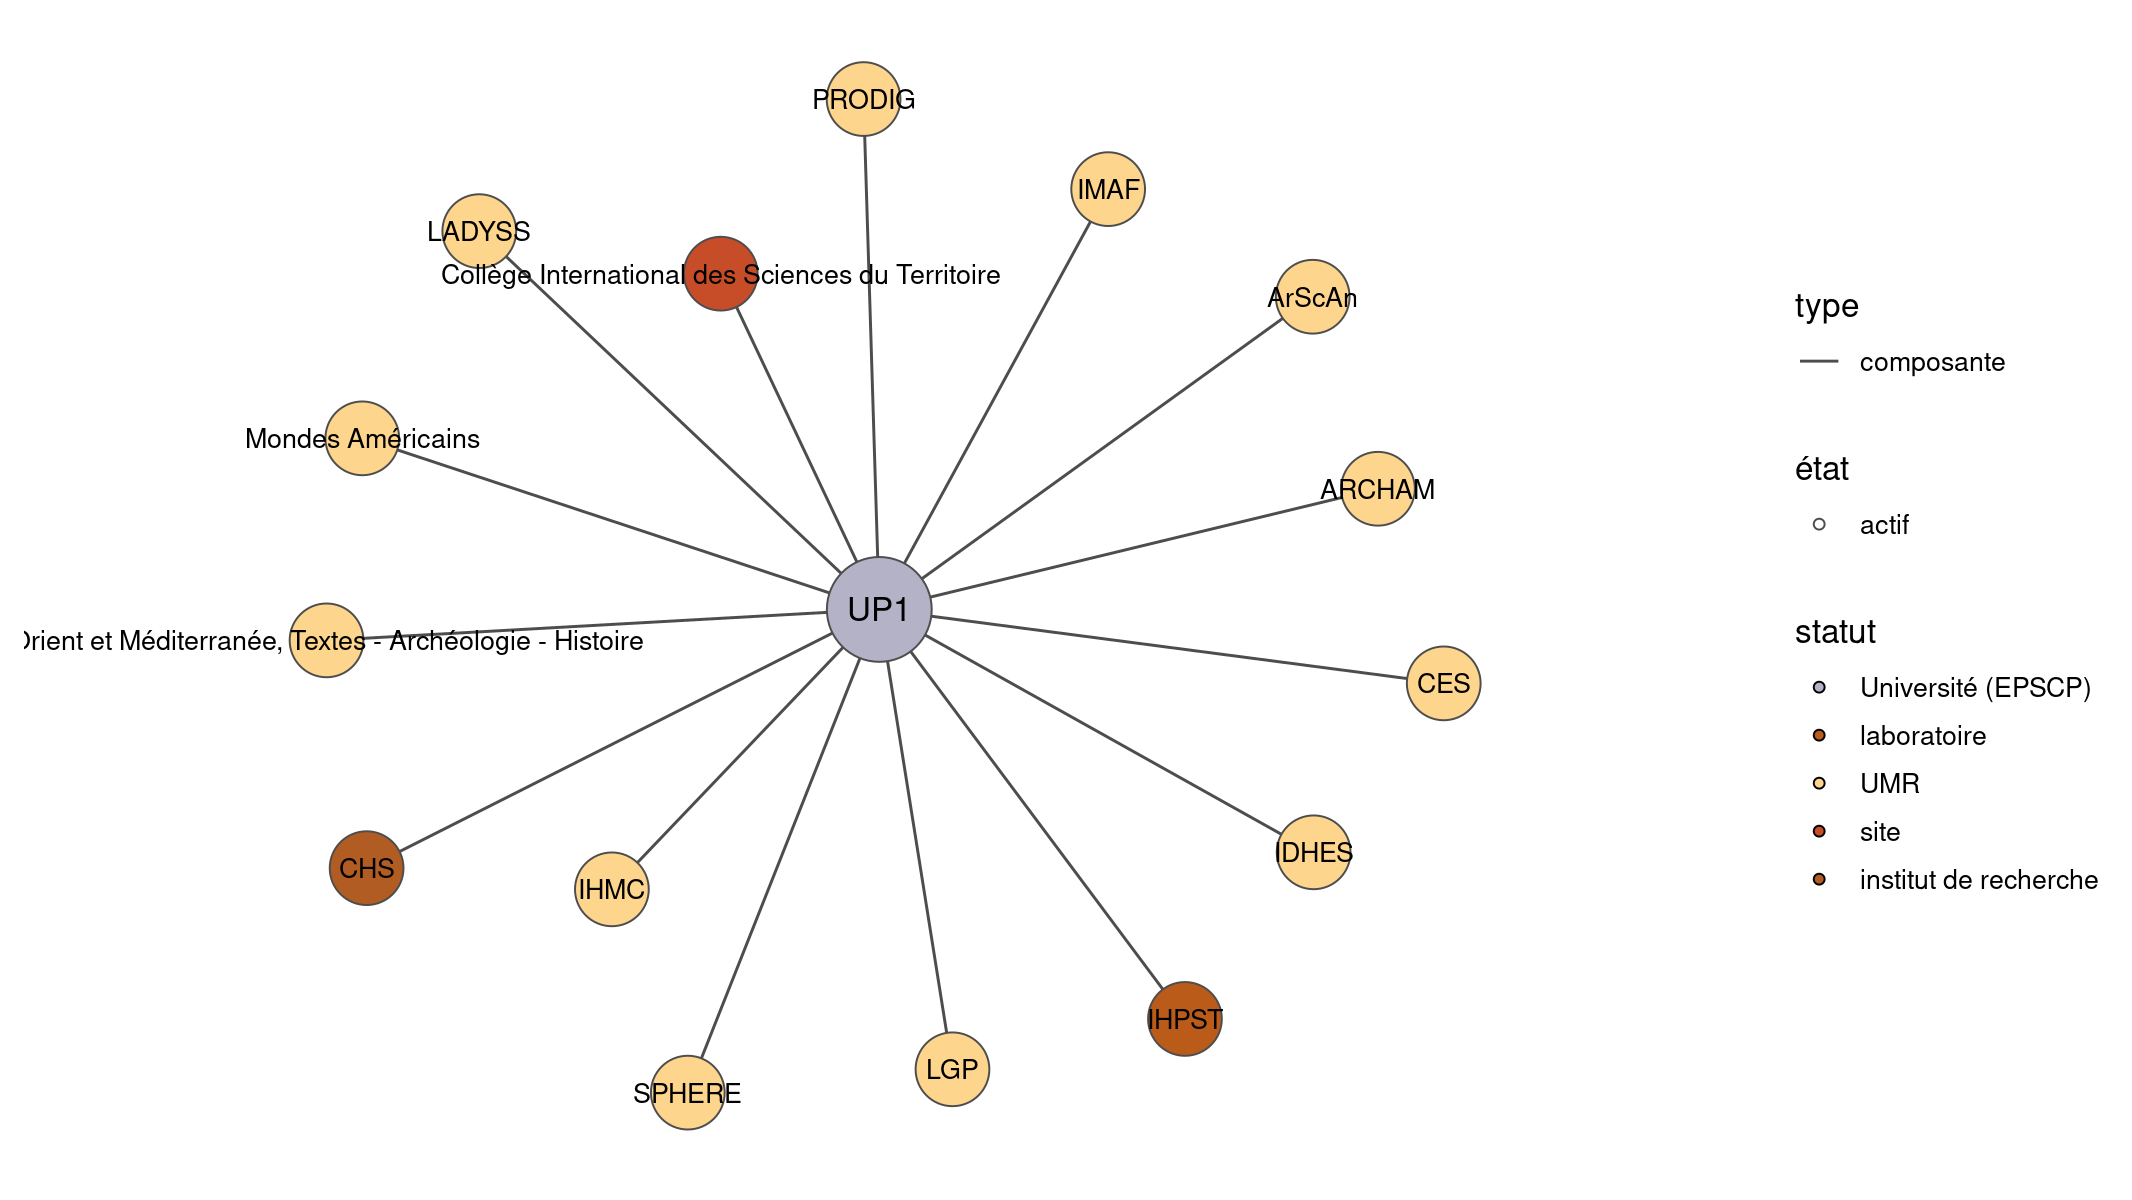 PRODIG
IMAF
LADYSS
Collège International des Sciences du Territoire
ArScAn
Mondes Américains
ARCHAM
UP1
et Méditerranée, Textes - Archéologie - Histoire
CES
CHS
IHMC
IDHES
IHPST
LGP
SPHERE
type
composante
état
actif
statut
Université (EPSCP)
laboratoire
UMR
site
institut de recherche